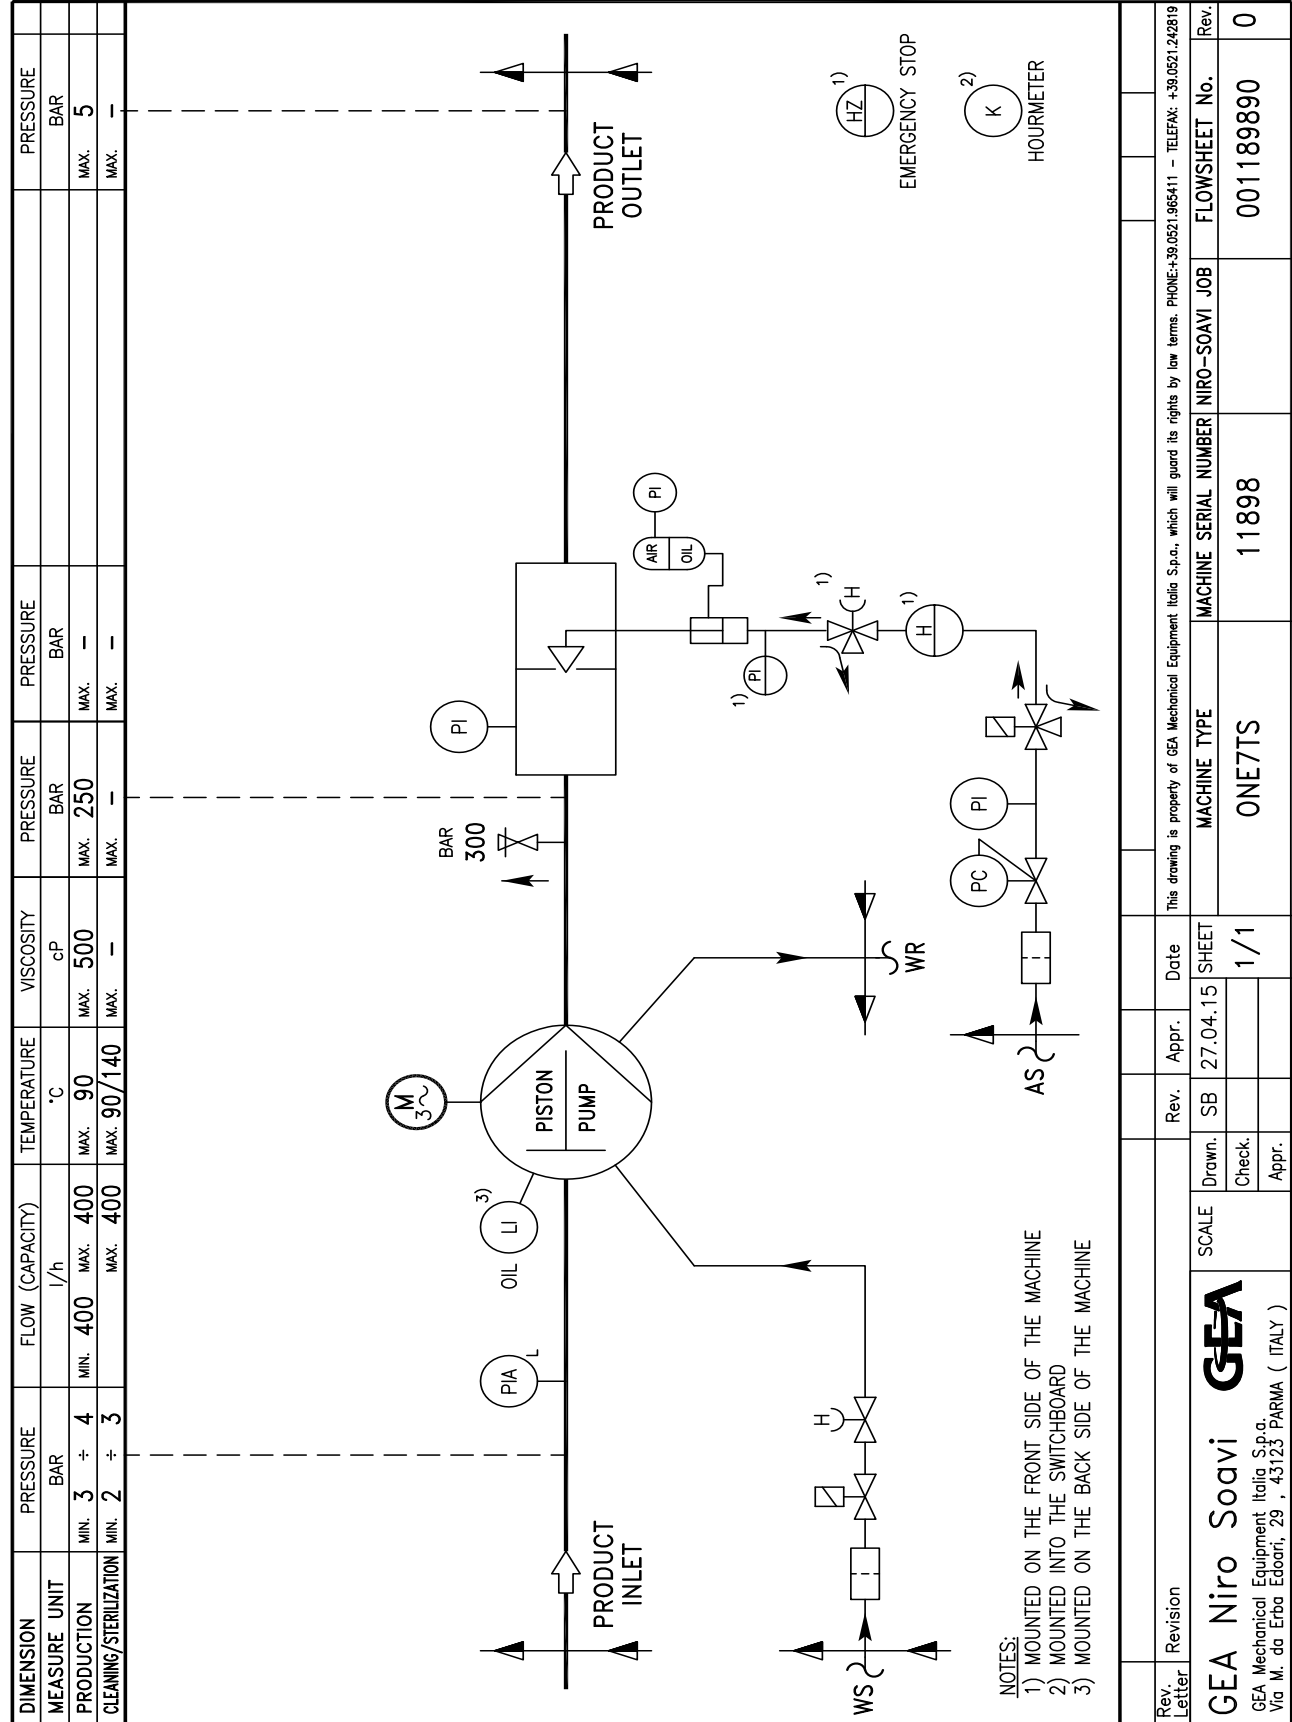 DIMENSION PRESSURE FLOW (CAPACITY) TEMPERATURE VISCOSITY PRESSURE PRESSURE PRESSURE
MEASURE UNIT BAR l/h °C cP BAR BAR BAR
PRODUCTION MIN. 3 ÷ 4 MIN. 400 MAX. 400 MAX. 90 MAX. 500 MAX. 250 MAX. – MAX. 5
CLEANING/STERILIZATION MIN. 2 ÷ 3 MAX. 400 MAX. 90/140 MAX. – MAX. – MAX. – MAX. –
M
3~
PI
BAR
300
OIL
LI
3)
PIA
L
PISTON
PUMP
PRODUCT
INLET
PRODUCT
OUTLET
PI
AIR
OIL
1)
PI
1)
H
1)
H
HZ
1)
EMERGENCY STOP
K
2)
HOURMETER
H
WS
WR
PC
PI
AS
NOTES:
1) MOUNTED ON THE FRONT SIDE OF THE MACHINE
2) MOUNTED INTO THE SWITCHBOARD
3) MOUNTED ON THE BACK SIDE OF THE MACHINE
Rev.
Letter
Revision
Rev.
Appr.
Date
This drawing is property of GEA Mechanical Equipment Italia S.p.a., which will guard its rights by law terms. PHONE:+39.0521.965411 – TELEFAX: +39.0521.242819
GEA Niro Soavi
GEA
GEA Mechanical Equipment Italia S.p.a.
Via M. da Erba Edoari, 29 , 43123 PARMA ( ITALY )
SCALE
Drawn. SB 27.04.15
Check.
Appr.
SHEET
1/1
MACHINE TYPE
ONE7TS
MACHINE SERIAL NUMBER
11898
NIRO-SOAVI JOB
FLOWSHEET No.
001189890
Rev.
0